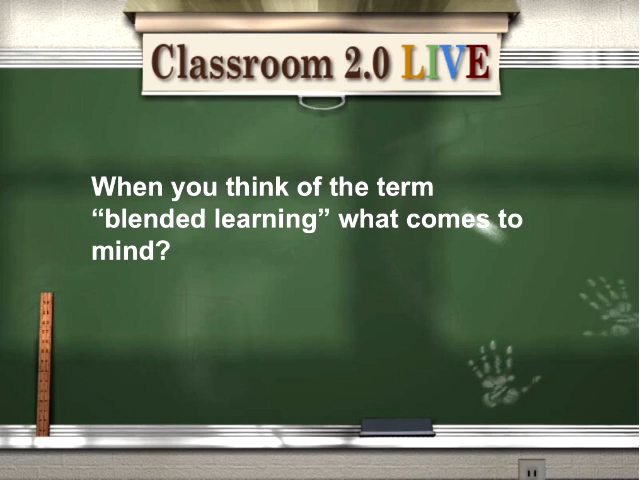 Classroom 2.0 LIVE
When you think of the term
“blended learning” what comes to
mind?